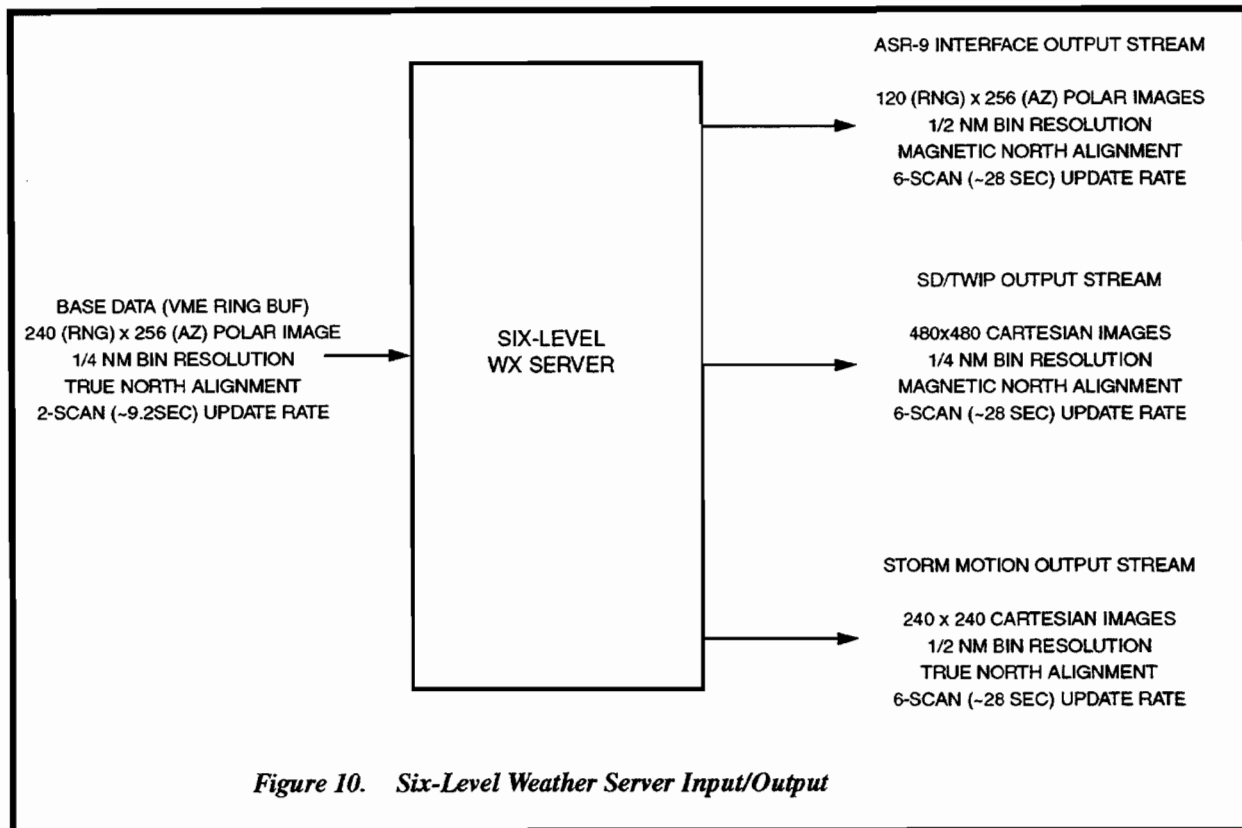 BASE DATA (VME RING BUF)
240 (RNG) x 256 (AZ) POLAR IMAGE
1/4 NM BIN RESOLUTION
TRUE NORTH ALIGNMENT
2-SCAN (~9.2SEC) UPDATE RATE
SIX-LEVEL
WX SERVER
ASR-9 INTERFACE OUTPUT STREAM
120 (RNG) x 256 (AZ) POLAR IMAGES
1/2 NM BIN RESOLUTION
MAGNETIC NORTH ALIGNMENT
6-SCAN (~28 SEC) UPDATE RATE
SD/TWIP OUTPUT STREAM
480x480 CARTESIAN IMAGES
1/4 NM BIN RESOLUTION
MAGNETIC NORTH ALIGNMENT
6-SCAN (~28 SEC) UPDATE RATE
STORM MOTION OUTPUT STREAM
240 x 240 CARTESIAN IMAGES
1/2 NM BIN RESOLUTION
TRUE NORTH ALIGNMENT
6-SCAN (~28 SEC) UPDATE RATE
Figure 10. Six-Level Weather Server Input/Output